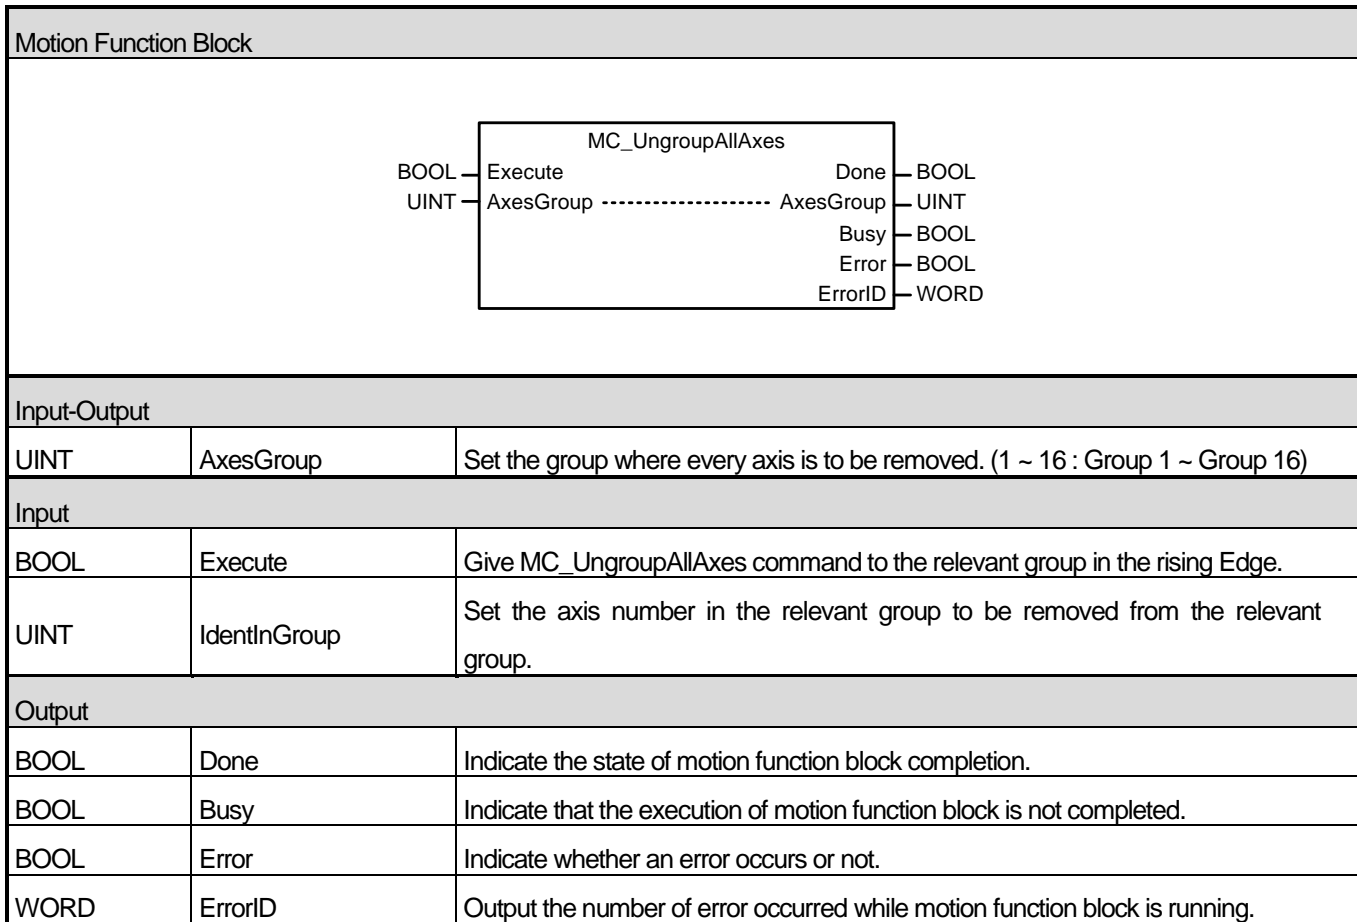 Motion Function Block
MC_UngroupAllAxes
BOOL Execute Done BOOL
UINT AxesGroup AxesGroup UINT
Busy BOOL
Error BOOL
ErrorID WORD
Input-Output
UINT AxesGroup Set the group where every axis is to be removed. (1 ~ 16 : Group 1 ~ Group 16)
Input
BOOL Execute Give MC_UngroupAllAxes command to the relevant group in the rising Edge.
UINT IdentInGroup Set the axis number in the relevant group to be removed from the relevant
group.
Output
BOOL Done Indicate the state of motion function block completion.
BOOL Busy Indicate that the execution of motion function block is not completed.
BOOL Error Indicate whether an error occurs or not.
WORD ErrorID Output the number of error occurred while motion function block is running.